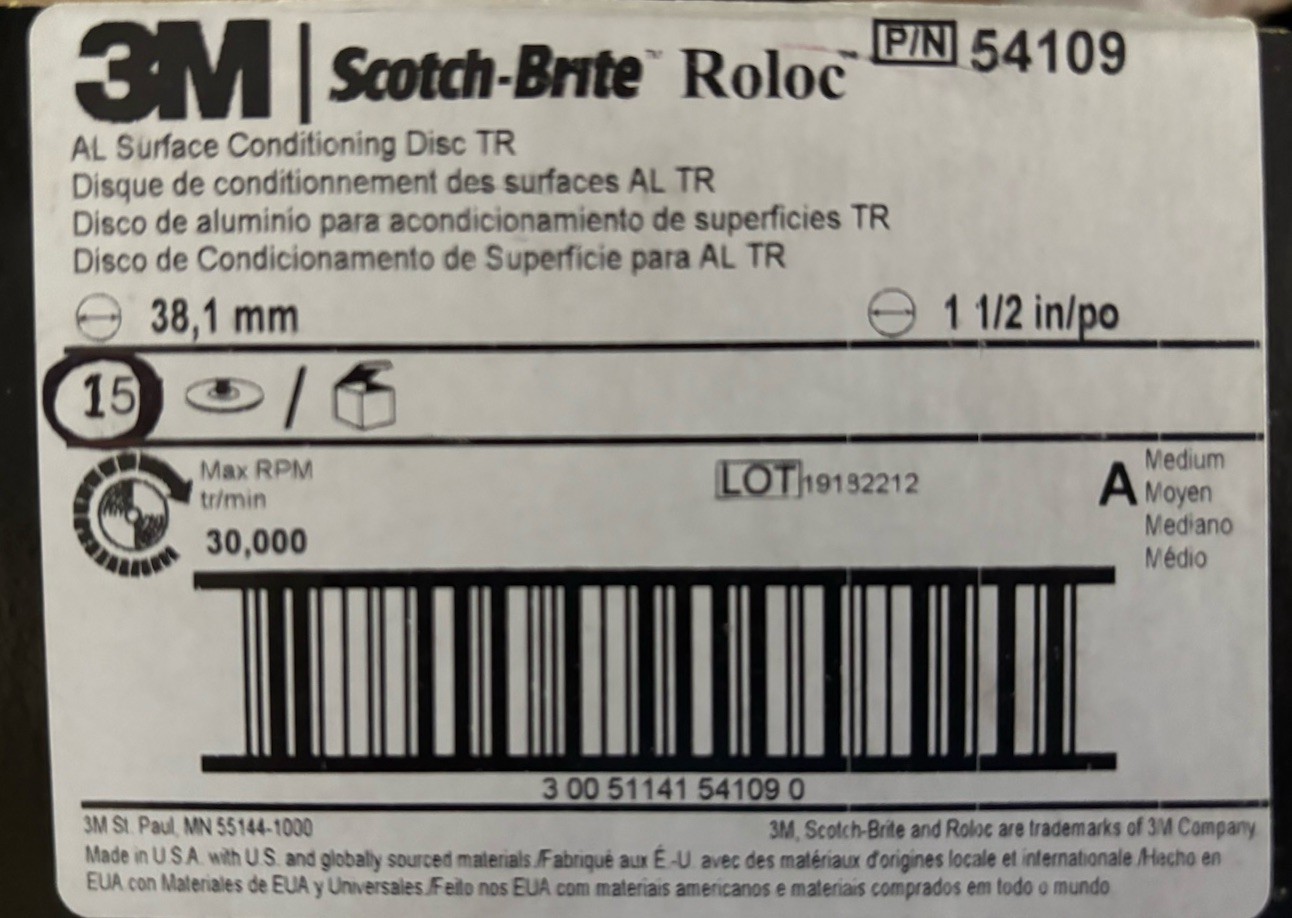 3M | Scotch-Brite™ Roloc™ P/N 54109
AL Surface Conditioning Disc TR
Disque de conditionnement des surfaces AL TR
Disco de aluminio para acondicionamiento de superficies TR
Disco de Condicionamento de Superfície para AL TR
38,1 mm 1 1/2 in/po
15 /
Max RPM
tr/min
30,000
LOT 19182212
A Medium
Moyen
Mediano
Médio
3 00 51141 54109 0
3M St. Paul, MN 55144-1000
3M, Scotch-Brite and Roloc are trademarks of 3M Company.
Made in U.S.A. with U.S. and globally sourced materials./Fabriqué aux É.-U. avec des matériaux d'origines locale et internationale./Hecho en
EUA con Materiales de EUA y Universales./Feito nos EUA com materiais americanos e materiais comprados em todo o mundo